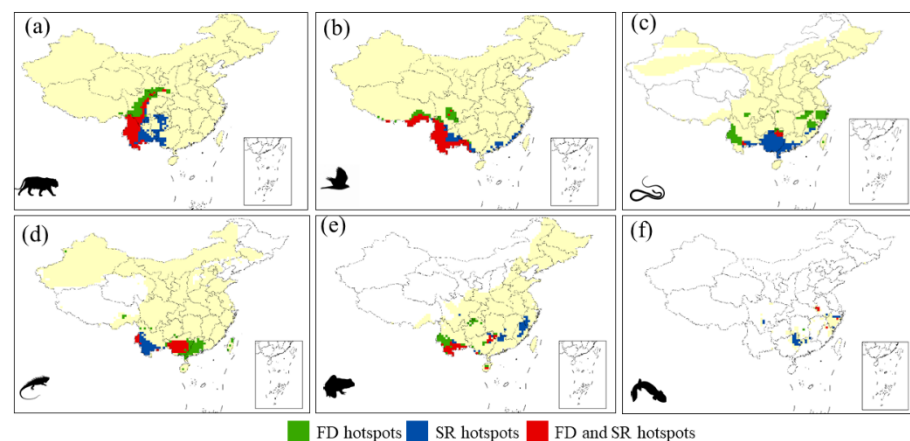 (a)
(b)
(c)
(d)
(e)
(f)
FD hotspots SR hotspots FD and SR hotspots